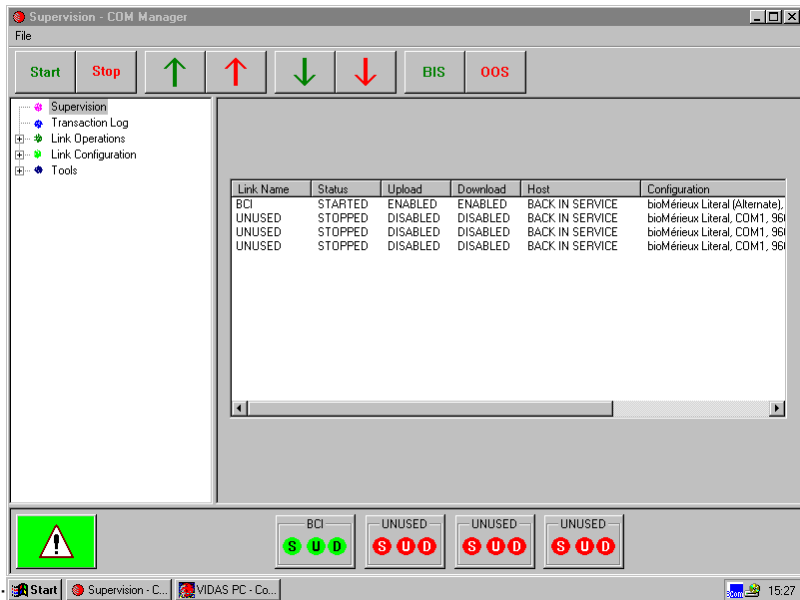 Supervision - COM Manager
File
Start Stop BIS OOS
Supervision
Transaction Log
Link Operations
Link Configuration
Tools
Link Name Status Upload Download Host Configuration
BCI STARTED ENABLED ENABLED BACK IN SERVICE bioMérieux Literal (Alternate),
UNUSED STOPPED DISABLED DISABLED BACK IN SERVICE bioMérieux Literal, COM1, 960
UNUSED STOPPED DISABLED DISABLED BACK IN SERVICE bioMérieux Literal, COM1, 960
UNUSED STOPPED DISABLED DISABLED BACK IN SERVICE bioMérieux Literal, COM1, 960
BCI UNUSED UNUSED UNUSED
S U D S U D S U D S U D
Start Supervision - C... VIDAS PC - Co... 15:27